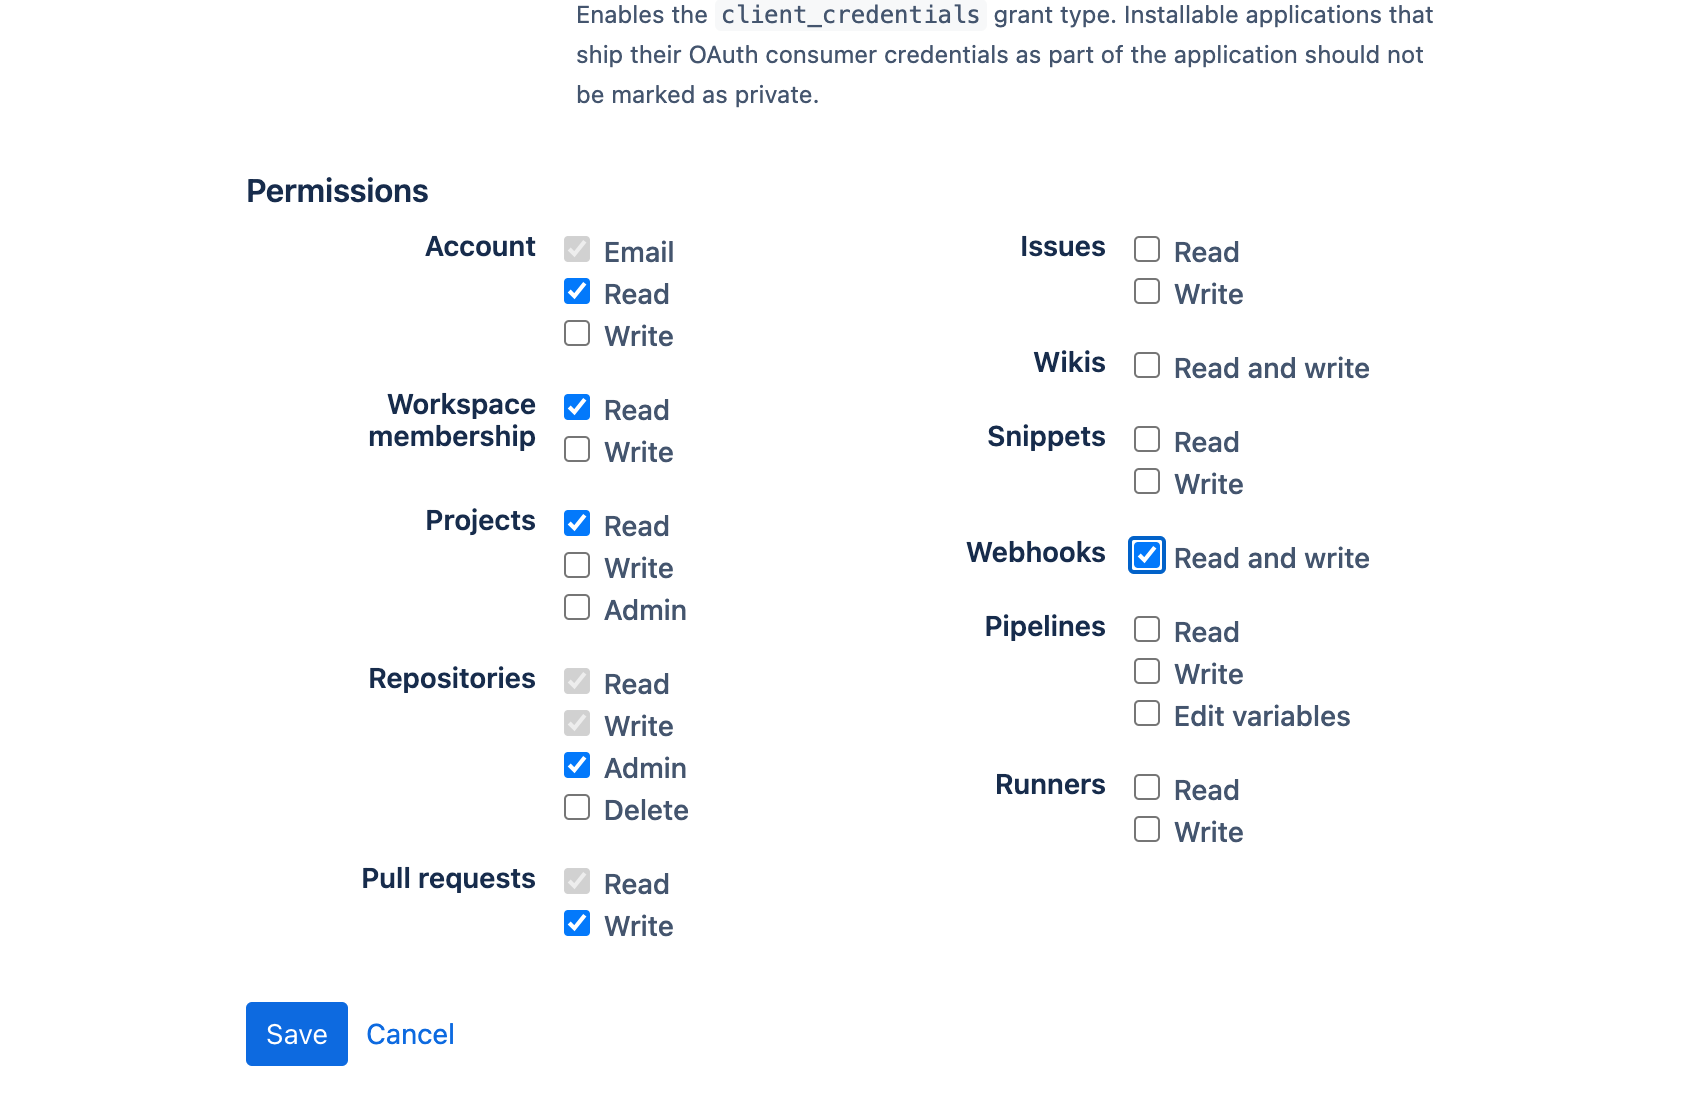 Enables the client_credentials grant type. Installable applications that
ship their OAuth consumer credentials as part of the application should not
be marked as private.
Permissions
Account
Email
Read
Write
Workspace
membership
Read
Write
Projects
Read
Write
Admin
Repositories
Read
Write
Admin
Delete
Pull requests
Read
Write
Issues
Read
Write
Wikis
Read and write
Snippets
Read
Write
Webhooks
Read and write
Pipelines
Read
Write
Edit variables
Runners
Read
Write
Save
Cancel